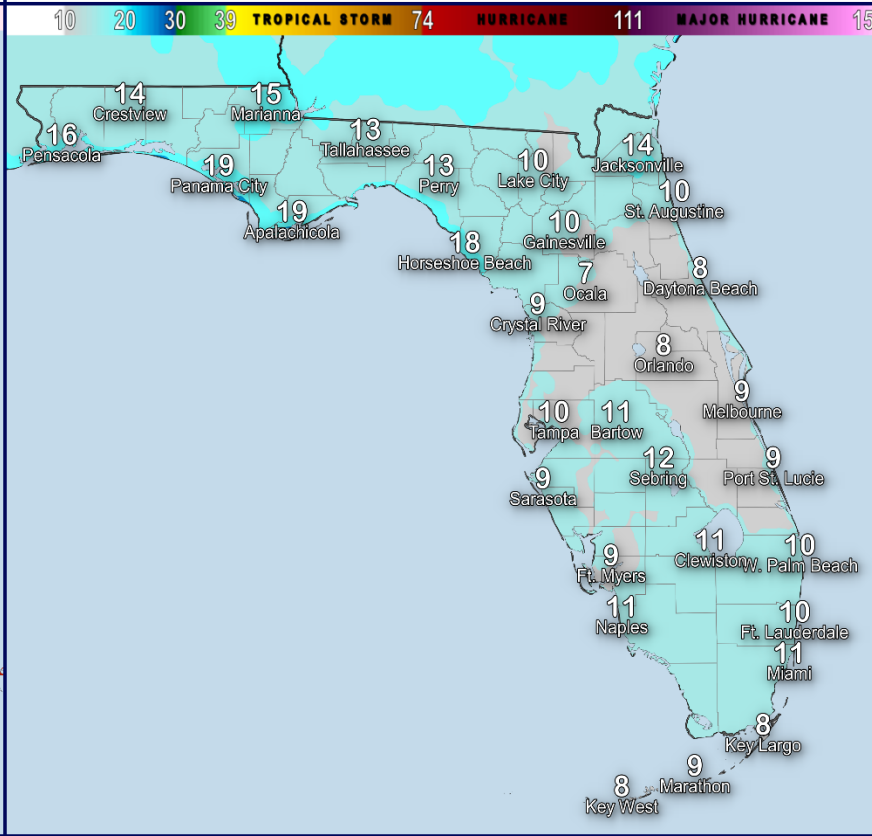 10 20 30 39 TROPICAL STORM 74 HURRICANE 111 MAJOR HURRICANE 15
14
Crestview
15
Marianna
16
Pensacola
13
Tallahassee
14
Jacksonville
19
Panama City
13
Perry
10
Lake City
10
St. Augustine
19
Apalachicola
10
Gainesville
18
Horseshoe Beach
7
Ocala
8
Daytona Beach
9
Crystal River
8
Orlando
9
Melbourne
10
Tampa
11
Bartow
12
Sebring
9
Port St. Lucie
9
Sarasota
11
Clewiston
10
W. Palm Beach
9
Ft. Myers
11
Naples
10
Ft. Lauderdale
11
Miami
8
Key Largo
9
Marathon
8
Key West